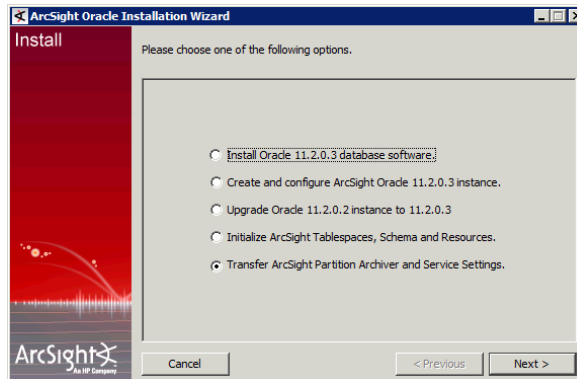 ArcSight Oracle Installation Wizard
Install
Please choose one of the following options.
Install Oracle 11.2.0.3 database software.
Create and configure ArcSight Oracle 11.2.0.3 instance.
Upgrade Oracle 11.2.0.2 instance to 11.2.0.3
Initialize ArcSight Tablespaces, Schema and Resources.
Transfer ArcSight Partition Archiver and Service Settings.
ArcSight
An HP Company
Cancel
< Previous
Next >